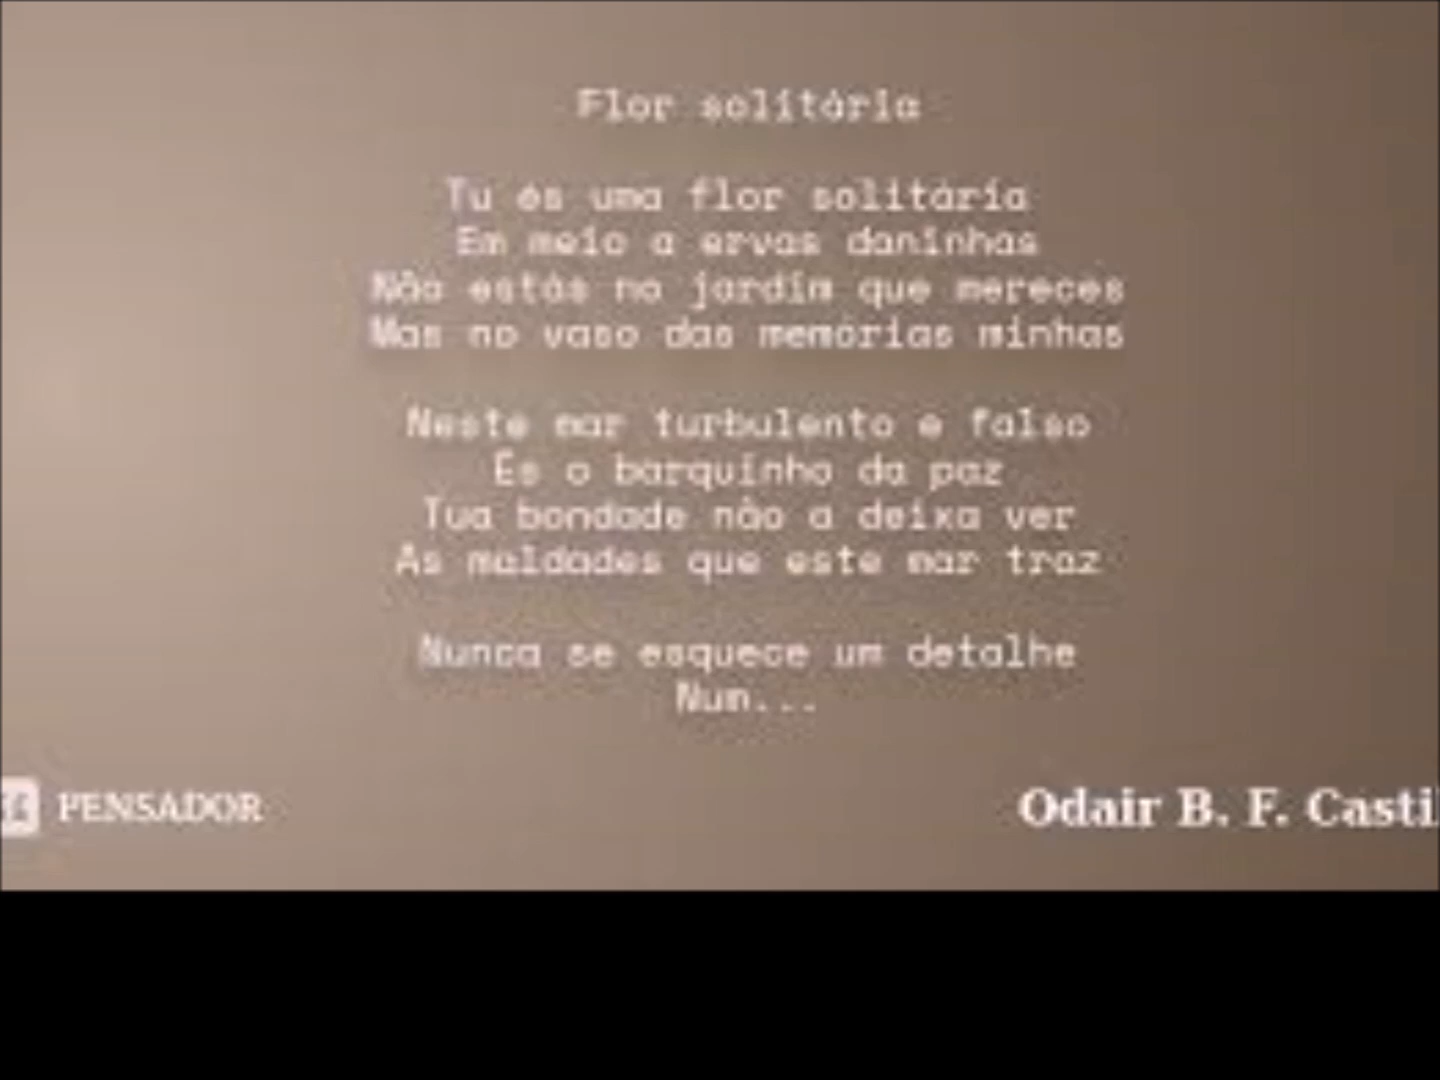 Flor solitária
Tu és uma flor solitária
Em meio a ervas daninhas
Não estás no jardim que mereces
Mas no vaso das memórias minhas
Neste mar turbulento e falso
És o barquinho da paz
Tua bondade não a deixa ver
As maldades que este mar traz
Nunca se esquece um detalhe
Num...
PENSADOR
Odair B. F. Casti